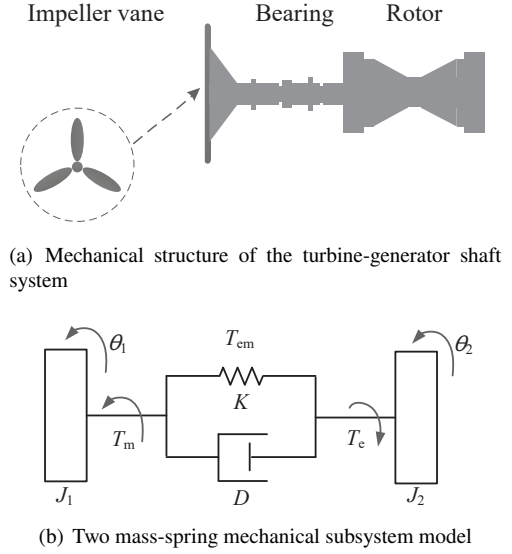 Impeller vane Bearing Rotor
(a) Mechanical structure of the turbine-generator shaft
system
θ1 Tem θ2
K
Tm Te
J1 D J2
(b) Two mass-spring mechanical subsystem model